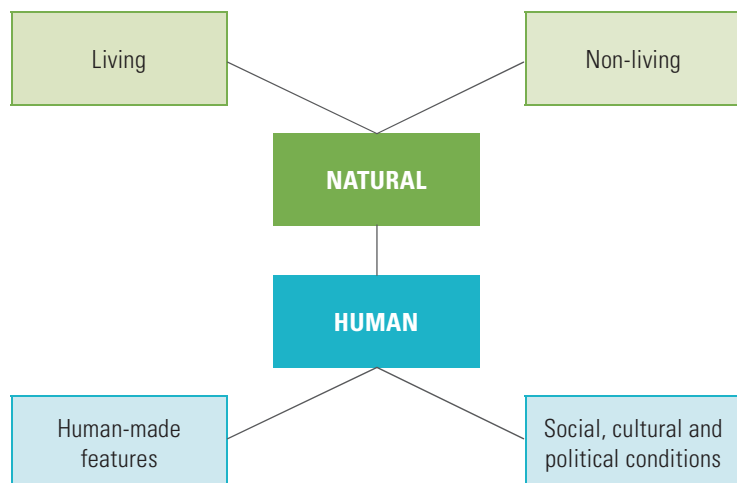 Living
Non-living
NATURAL
HUMAN
Human-made
features
Social, cultural and
political conditions